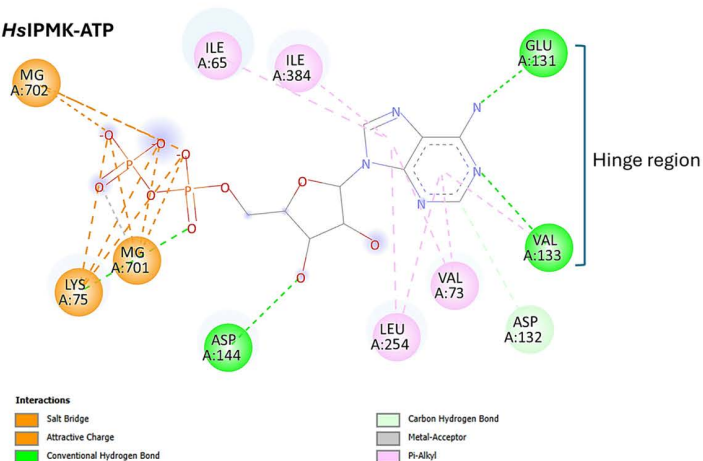 HsIPMK-ATP
MG
A:702
ILE
A:65
ILE
A:384
GLU
A:131
Hinge region
N
N
N
N
N
O
O
O
O
O
O
O
O
O
O
P
P
-
-
-
MG
A:701
LYS
A:75
ASP
A:144
LEU
A:254
VAL
A:73
VAL
A:133
ASP
A:132
Interactions
Salt Bridge
Attractive Charge
Conventional Hydrogen Bond
Carbon Hydrogen Bond
Metal-Acceptor
Pi-Alkyl